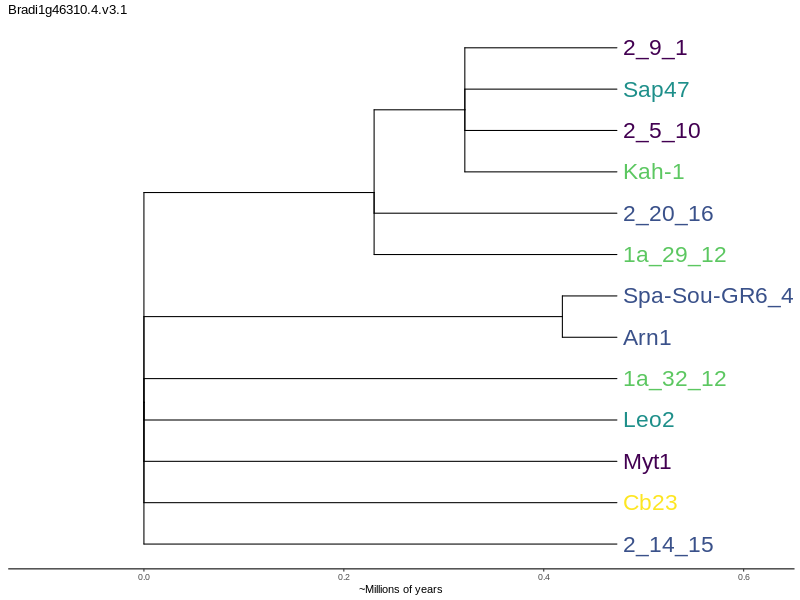 Bradi1g46310.4.v3.1
2_9_1
Sap47
2_5_10
Kah-1
2_20_16
1a_29_12
Spa-Sou-GR6_4
Arn1
1a_32_12
Leo2
Myt1
Cb23
2_14_15
0.0 0.2 0.4 0.6
~Millions of years